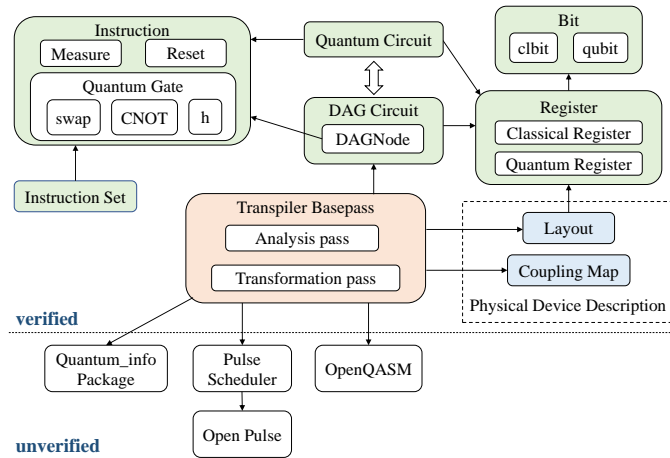 Instruction
Measure
Reset
Quantum Gate
swap
CNOT
h
Instruction Set
Quantum Circuit
DAG Circuit
DAGNode
Bit
clbit
qubit
Register
Classical Register
Quantum Register
Transpiler Basepass
Analysis pass
Transformation pass
Layout
Coupling Map
Physical Device Description
verified
Quantum_info
Package
Pulse
Scheduler
OpenQASM
Open Pulse
unverified